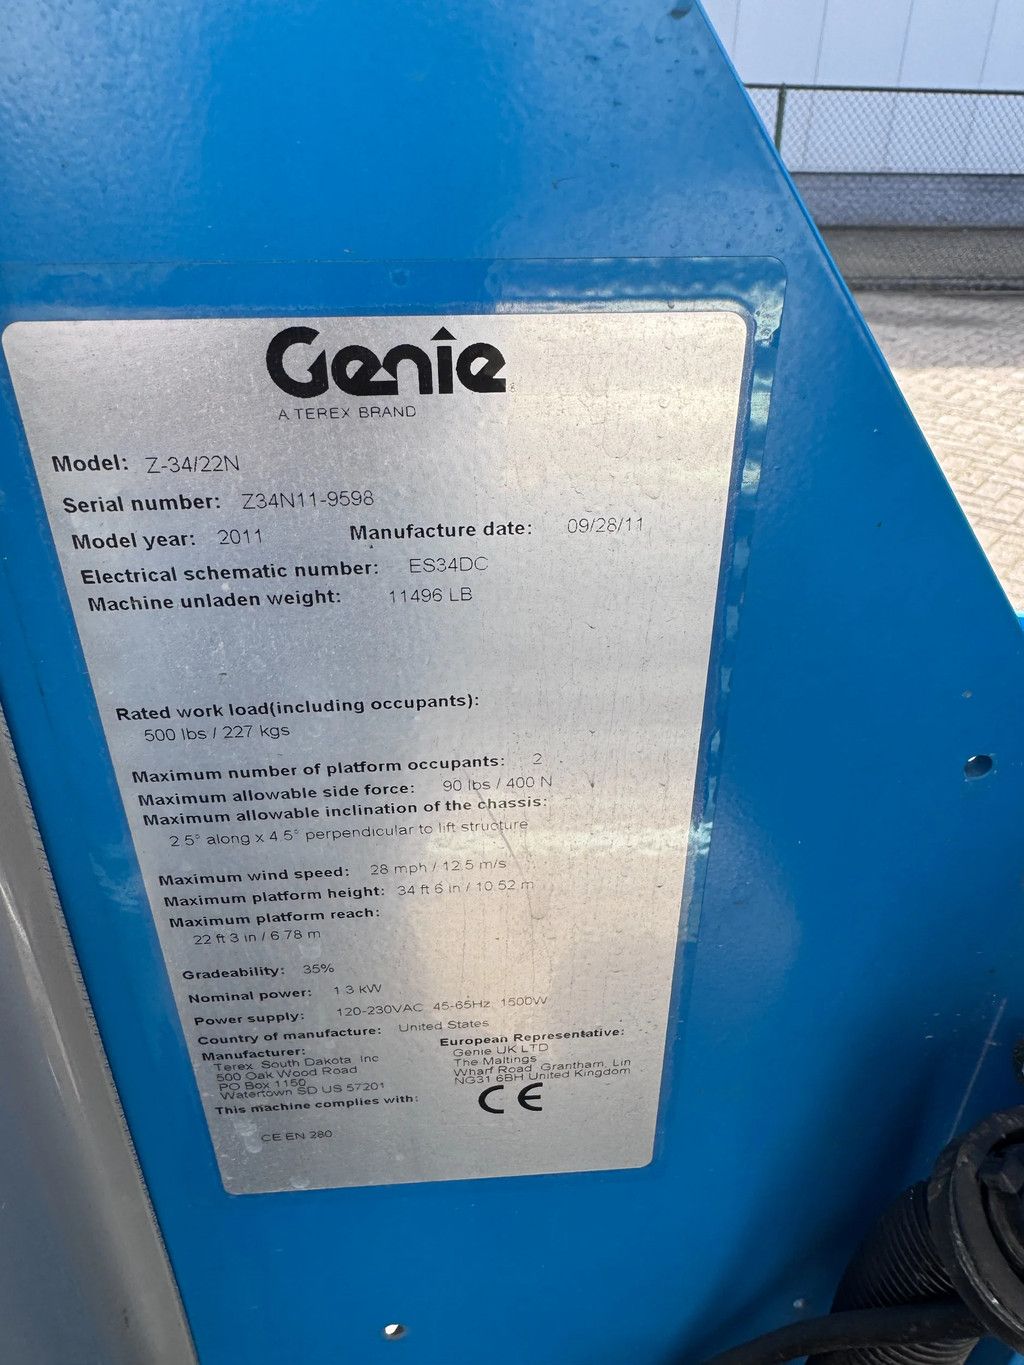 Genie
A TEREX BRAND
Model: Z-34/22N
Serial number: Z34N11-9598
Model year: 2011 Manufacture date: 09/28/11
Electrical schematic number: ES34DC
Machine unladen weight: 11496 LB
Rated work load(including occupants):
500 lbs / 227 kgs
Maximum number of platform occupants: 2
Maximum allowable side force: 90 lbs / 400 N
Maximum allowable inclination of the chassis:
2.5° along x 4.5° perpendicular to lift structure
Maximum wind speed: 28 mph / 12.5 m/s
Maximum platform height: 34 ft 6 in / 10.52 m
Maximum platform reach:
22 ft 3 in / 6.78 m
Gradeability: 35%
Nominal power: 1.3 kW
Power supply: 120-230VAC 45-65Hz 1500W
Country of manufacture: United States
Manufacturer:
Terex South Dakota Inc
500 Oak Wood Road
PO Box 1150
Watertown SD US 57201
European Representative:
Genie UK LTD
The Maltings
Wharf Road Grantham, Lin
NG31 6BH United Kingdom
This machine complies with:
CE
CE EN 280